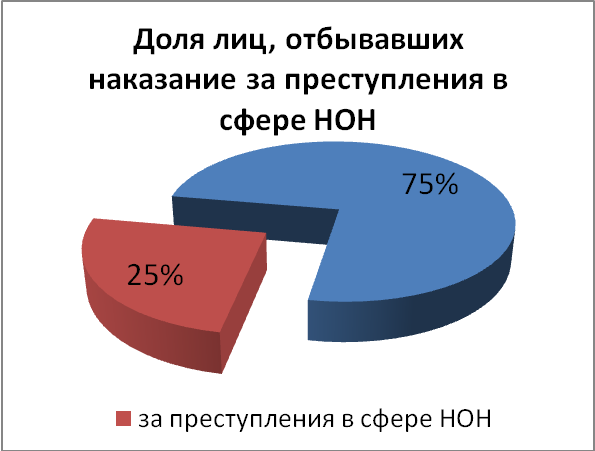 Доля лиц, отбывавших
наказание за преступления в
сфере НОН
75%
25%
за преступления в сфере НОН